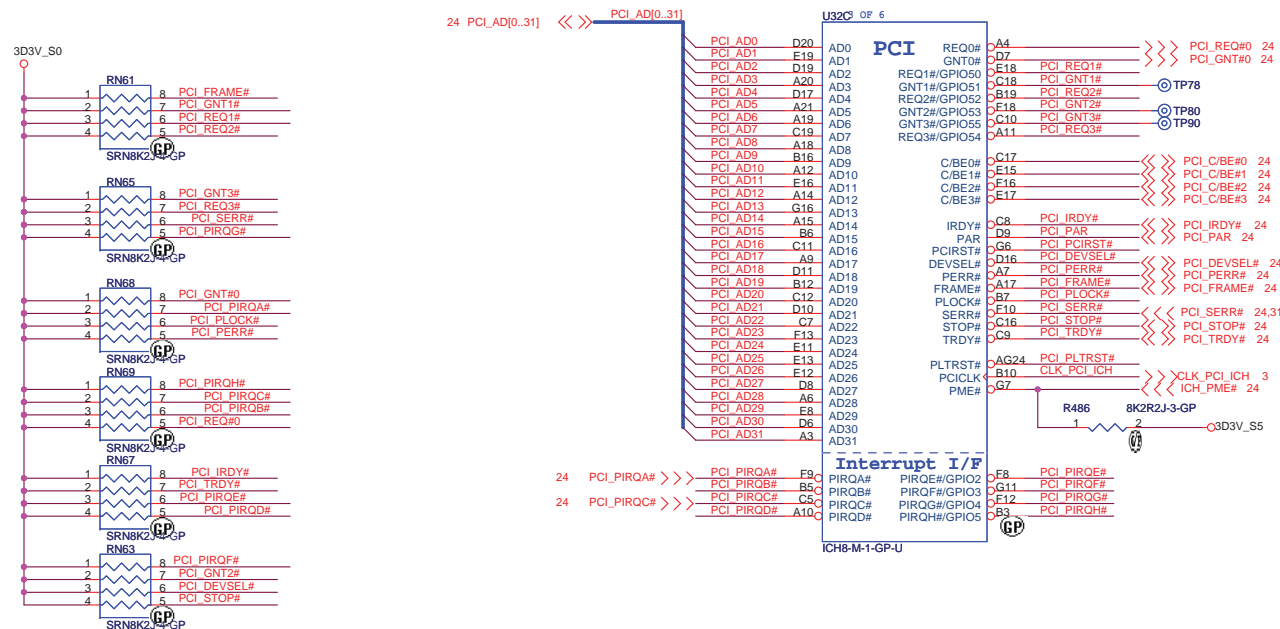 3D3V_S0
RN61
1 8 PCI_FRAME#
2 7 PCI_GNT1#
3 6 PCI_REQ1#
4 5 PCI_REQ2#
GP
SRN8K2J-4-GP
RN65
1 8 PCI_GNT3#
2 7 PCI_REQ3#
3 6 PCI_SERR#
4 5 PCI_PIRQG#
GP
SRN8K2J-4-GP
RN68
1 8 PCI_GNT#0
2 7 PCI_PIRQA#
3 6 PCI_PLOCK#
4 5 PCI_PERR#
GP
SRN8K2J-4-GP
RN69
1 8 PCI_PIRQH#
2 7 PCI_PIRQC#
3 6 PCI_PIRQB#
4 5 PCI_REQ#0
GP
SRN8K2J-4-GP
RN67
1 8 PCI_IRDY#
2 7 PCI_TRDY#
3 6 PCI_PIRQE#
4 5 PCI_PIRQD#
GP
SRN8K2J-4-GP
RN63
1 8 PCI_PIRQF#
2 7 PCI_GNT2#
3 6 PCI_DEVSEL#
4 5 PCI_STOP#
GP
SRN8K2J-4-GP
24 PCI_AD[0..31] PCI_AD[0..31]
U32C 3 OF 6
PCI
PCI_AD0 D20 AD0
PCI_AD1 E19 AD1
PCI_AD2 D19 AD2
PCI_AD3 A20 AD3
PCI_AD4 D17 AD4
PCI_AD5 A21 AD5
PCI_AD6 A19 AD6
PCI_AD7 C19 AD7
PCI_AD8 A18 AD8
PCI_AD9 B16 AD9
PCI_AD10 A12 AD10
PCI_AD11 E16 AD11
PCI_AD12 A14 AD12
PCI_AD13 G16 AD13
PCI_AD14 A15 AD14
PCI_AD15 B6 AD15
PCI_AD16 C11 AD16
PCI_AD17 A9 AD17
PCI_AD18 D11 AD18
PCI_AD19 B12 AD19
PCI_AD20 C12 AD20
PCI_AD21 D10 AD21
PCI_AD22 C7 AD22
PCI_AD23 F13 AD23
PCI_AD24 E11 AD24
PCI_AD25 E13 AD25
PCI_AD26 E12 AD26
PCI_AD27 D8 AD27
PCI_AD28 A6 AD28
PCI_AD29 E8 AD29
PCI_AD30 D6 AD30
PCI_AD31 A3 AD31
REQ0# A4 PCI_REQ#0 24
GNT0# D7 PCI_GNT#0 24
REQ1#/GPIO50 E18 PCI_REQ1#
GNT1#/GPIO51 C18 PCI_GNT1# TP78
REQ2#/GPIO52 B19 PCI_REQ2#
GNT2#/GPIO53 F18 PCI_GNT2# TP80
GNT3#/GPIO55 C10 PCI_GNT3# TP90
REQ3#/GPIO54 A11 PCI_REQ3#
C/BE0# C17 PCI_C/BE#0 24
C/BE1# E15 PCI_C/BE#1 24
C/BE2# F16 PCI_C/BE#2 24
C/BE3# E17 PCI_C/BE#3 24
IRDY# C8 PCI_IRDY# PCI_IRDY# 24
PAR D9 PCI_PAR PCI_PAR 24
PCIRST# G6 PCI_PCIRST#
DEVSEL# D16 PCI_DEVSEL# PCI_DEVSEL# 24
PERR# A7 PCI_PERR# PCI_PERR# 24
FRAME# A17 PCI_FRAME# PCI_FRAME# 24
PLOCK# B7 PCI_PLOCK#
SERR# F10 PCI_SERR# PCI_SERR# 24,31
STOP# C16 PCI_STOP# PCI_STOP# 24
TRDY# C9 PCI_TRDY# PCI_TRDY# 24
PLTRST# AG24 PCI_PLTRST#
PCICLK B10 CLK_PCI_ICH CLK_PCI_ICH 3
PME# G7 ICH_PME# 24
R486 8K2R2J-3-GP
1 2 3D3V_S5
Interrupt I/F
24 PCI_PIRQA# PCI_PIRQA# F9 PIRQA# PIRQE#/GPIO2 F8 PCI_PIRQE#
PCI_PIRQB# B5 PIRQB# PIRQF#/GPIO3 G11 PCI_PIRQF#
24 PCI_PIRQC# PCI_PIRQC# C5 PIRQC# PIRQG#/GPIO4 F12 PCI_PIRQG#
PCI_PIRQD# A10 PIRQD# PIRQH#/GPIO5 B3 PCI_PIRQH#
GP
ICH8-M-1-GP-U